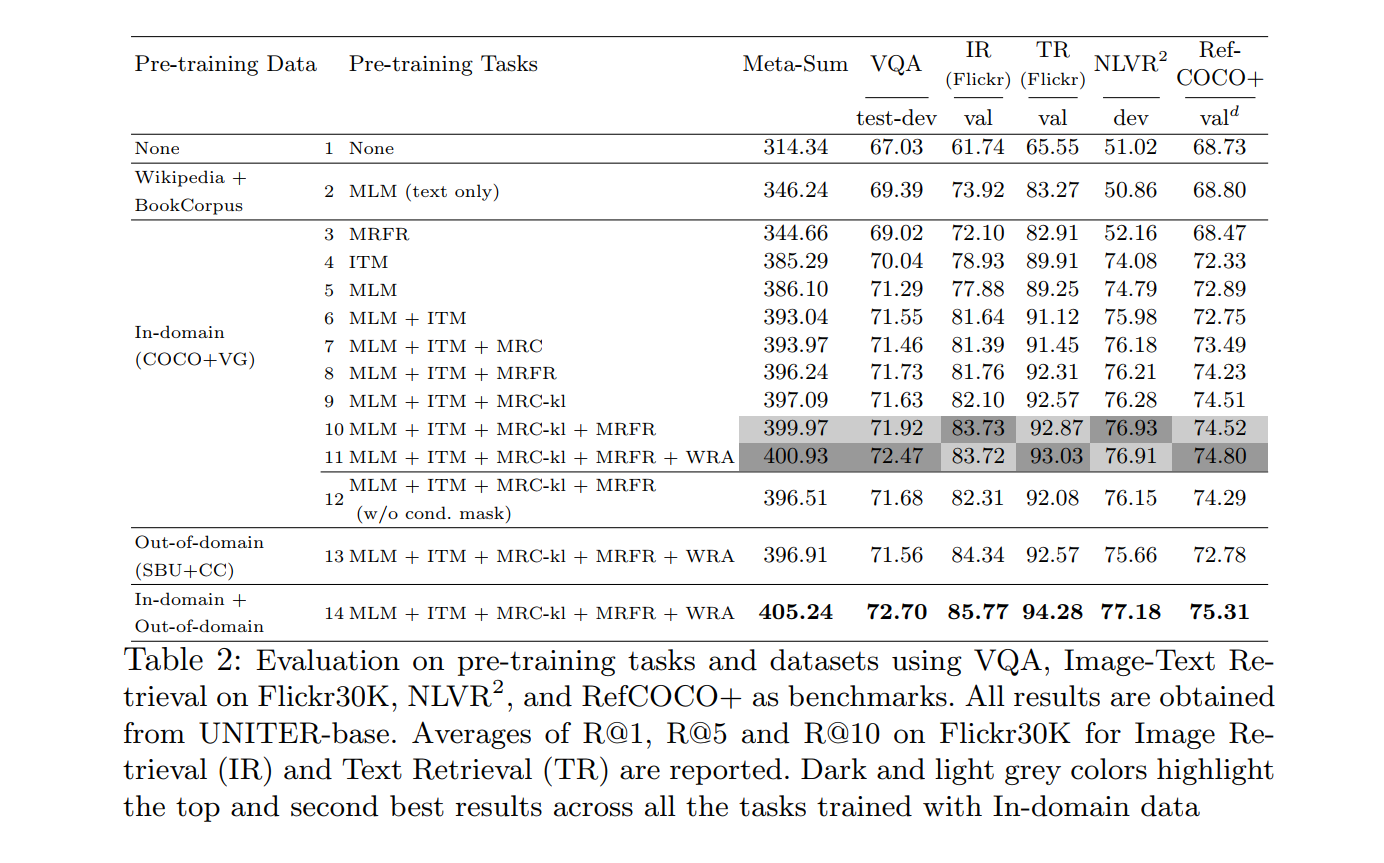 Pre-training Data Pre-training Tasks Meta-Sum VQA IR (Flickr) TR (Flickr) NLVR² Ref-COCO+
test-dev val val dev valᵈ
None 1 None 314.34 67.03 61.74 65.55 51.02 68.73
Wikipedia + BookCorpus 2 MLM (text only) 346.24 69.39 73.92 83.27 50.86 68.80
In-domain (COCO+VG) 3 MRFR 344.66 69.02 72.10 82.91 52.16 68.47
4 ITM 385.29 70.04 78.93 89.91 74.08 72.33
5 MLM 386.10 71.29 77.88 89.25 74.79 72.89
6 MLM + ITM 393.04 71.55 81.64 91.12 75.98 72.75
7 MLM + ITM + MRC 393.97 71.46 81.39 91.45 76.18 73.49
8 MLM + ITM + MRFR 396.24 71.73 81.76 92.31 76.21 74.23
9 MLM + ITM + MRC-kl 397.09 71.63 82.10 92.57 76.28 74.51
10 MLM + ITM + MRC-kl + MRFR 399.97 71.92 83.73 92.87 76.93 74.52
11 MLM + ITM + MRC-kl + MRFR + WRA 400.93 72.47 83.72 93.03 76.91 74.80
12 MLM + ITM + MRC-kl + MRFR (w/o cond. mask) 396.51 71.68 82.31 92.08 76.15 74.29
Out-of-domain (SBU+CC) 13 MLM + ITM + MRC-kl + MRFR + WRA 396.91 71.56 84.34 92.57 75.66 72.78
In-domain + Out-of-domain 14 MLM + ITM + MRC-kl + MRFR + WRA 405.24 72.70 85.77 94.28 77.18 75.31
Table 2: Evaluation on pre-training tasks and datasets using VQA, Image-Text Re-
trieval on Flickr30K, NLVR², and RefCOCO+ as benchmarks. All results are obtained
from UNITER-base. Averages of R@1, R@5 and R@10 on Flickr30K for Image Re-
trieval (IR) and Text Retrieval (TR) are reported. Dark and light grey colors highlight
the top and second best results across all the tasks trained with In-domain data